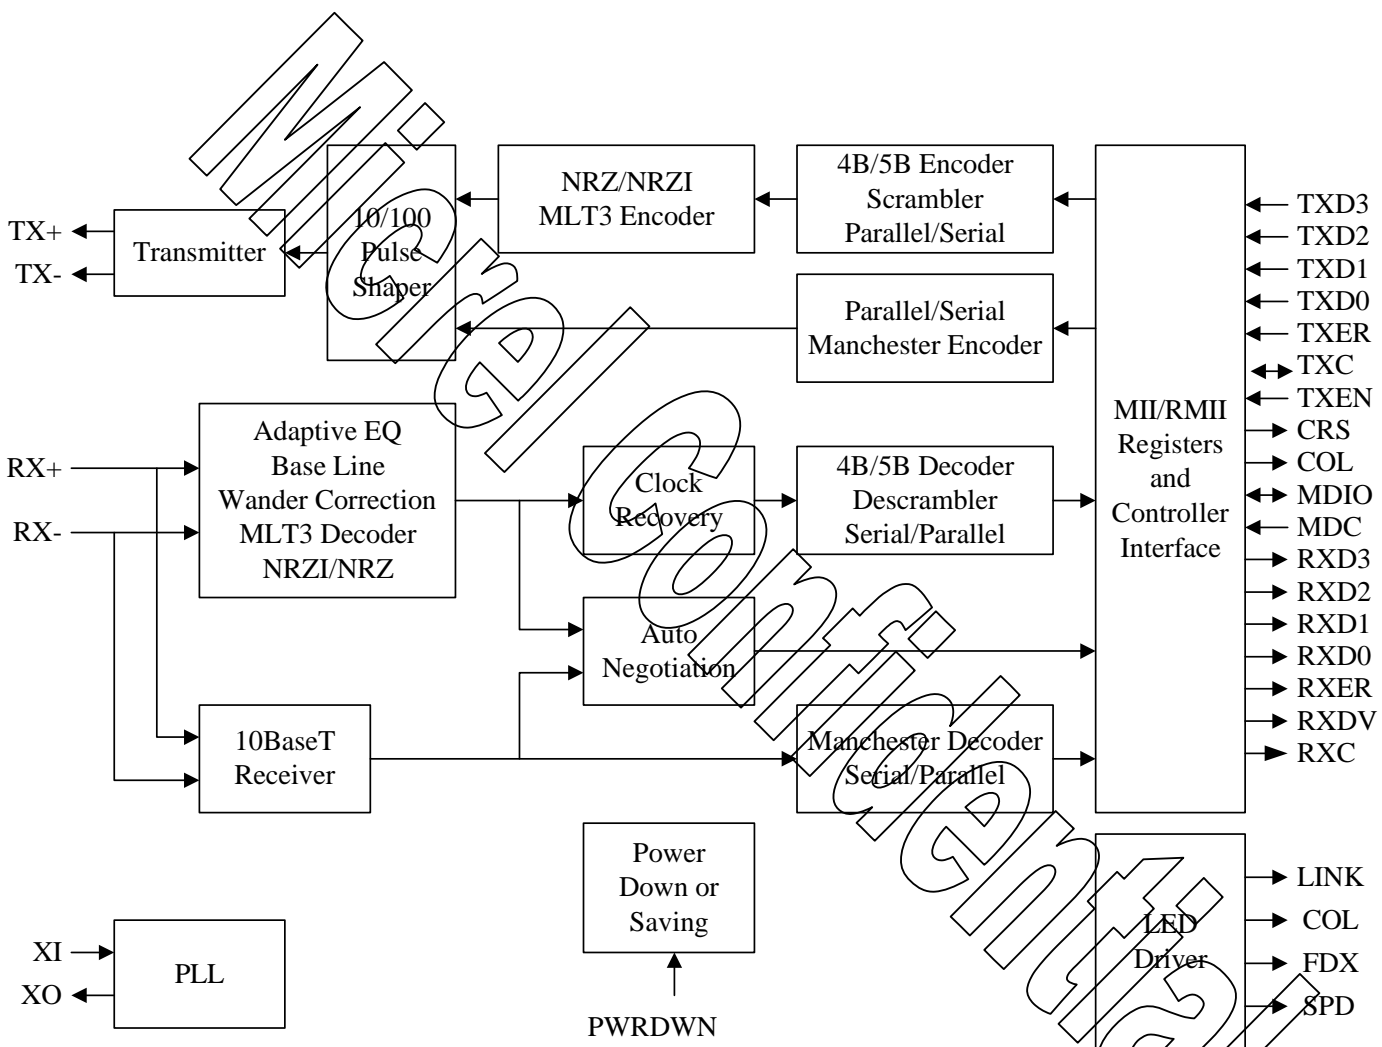 Micrel Confidential
NRZ/NRZI
MLT3 Encoder
4B/5B Encoder
Scrambler
Parallel/Serial
10/100
Pulse
Shaper
TX+
TX-
Transmitter
Parallel/Serial
Manchester Encoder
TXD3
TXD2
TXD1
TXD0
TXER
TXC
TXEN
CRS
COL
MDIO
MDC
RXD3
RXD2
RXD1
RXD0
RXER
RXDV
RXC
MII/RMII
Registers
and
Controller
Interface
RX+
RX-
Adaptive EQ
Base Line
Wander Correction
MLT3 Decoder
NRZI/NRZ
Clock
Recovery
4B/5B Decoder
Descrambler
Serial/Parallel
Auto
Negotiation
10BaseT
Receiver
Manchester Decoder
Serial/Parallel
Power
Down or
Saving
PWRDWN
XI
XO
PLL
LED
Driver
LINK
COL
FDX
SPD